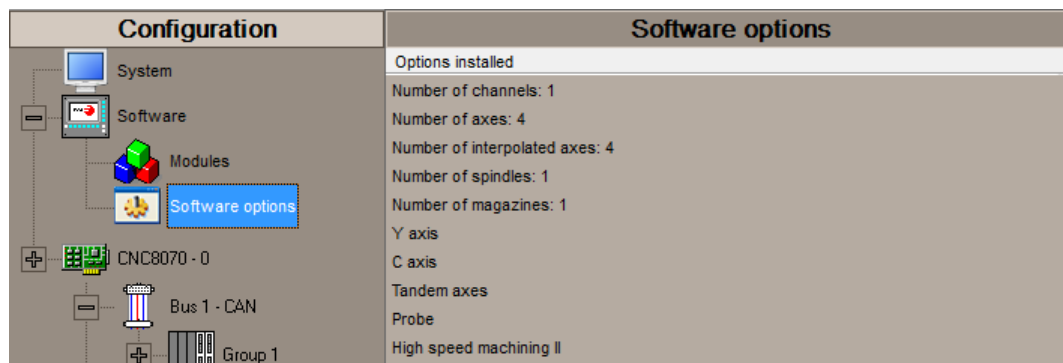 Configuration
System
Software
Modules
Software options
CNC8070 - 0
Bus 1 - CAN
Group 1
Software options
Options installed
Number of channels: 1
Number of axes: 4
Number of interpolated axes: 4
Number of spindles: 1
Number of magazines: 1
Y axis
C axis
Tandem axes
Probe
High speed machining II